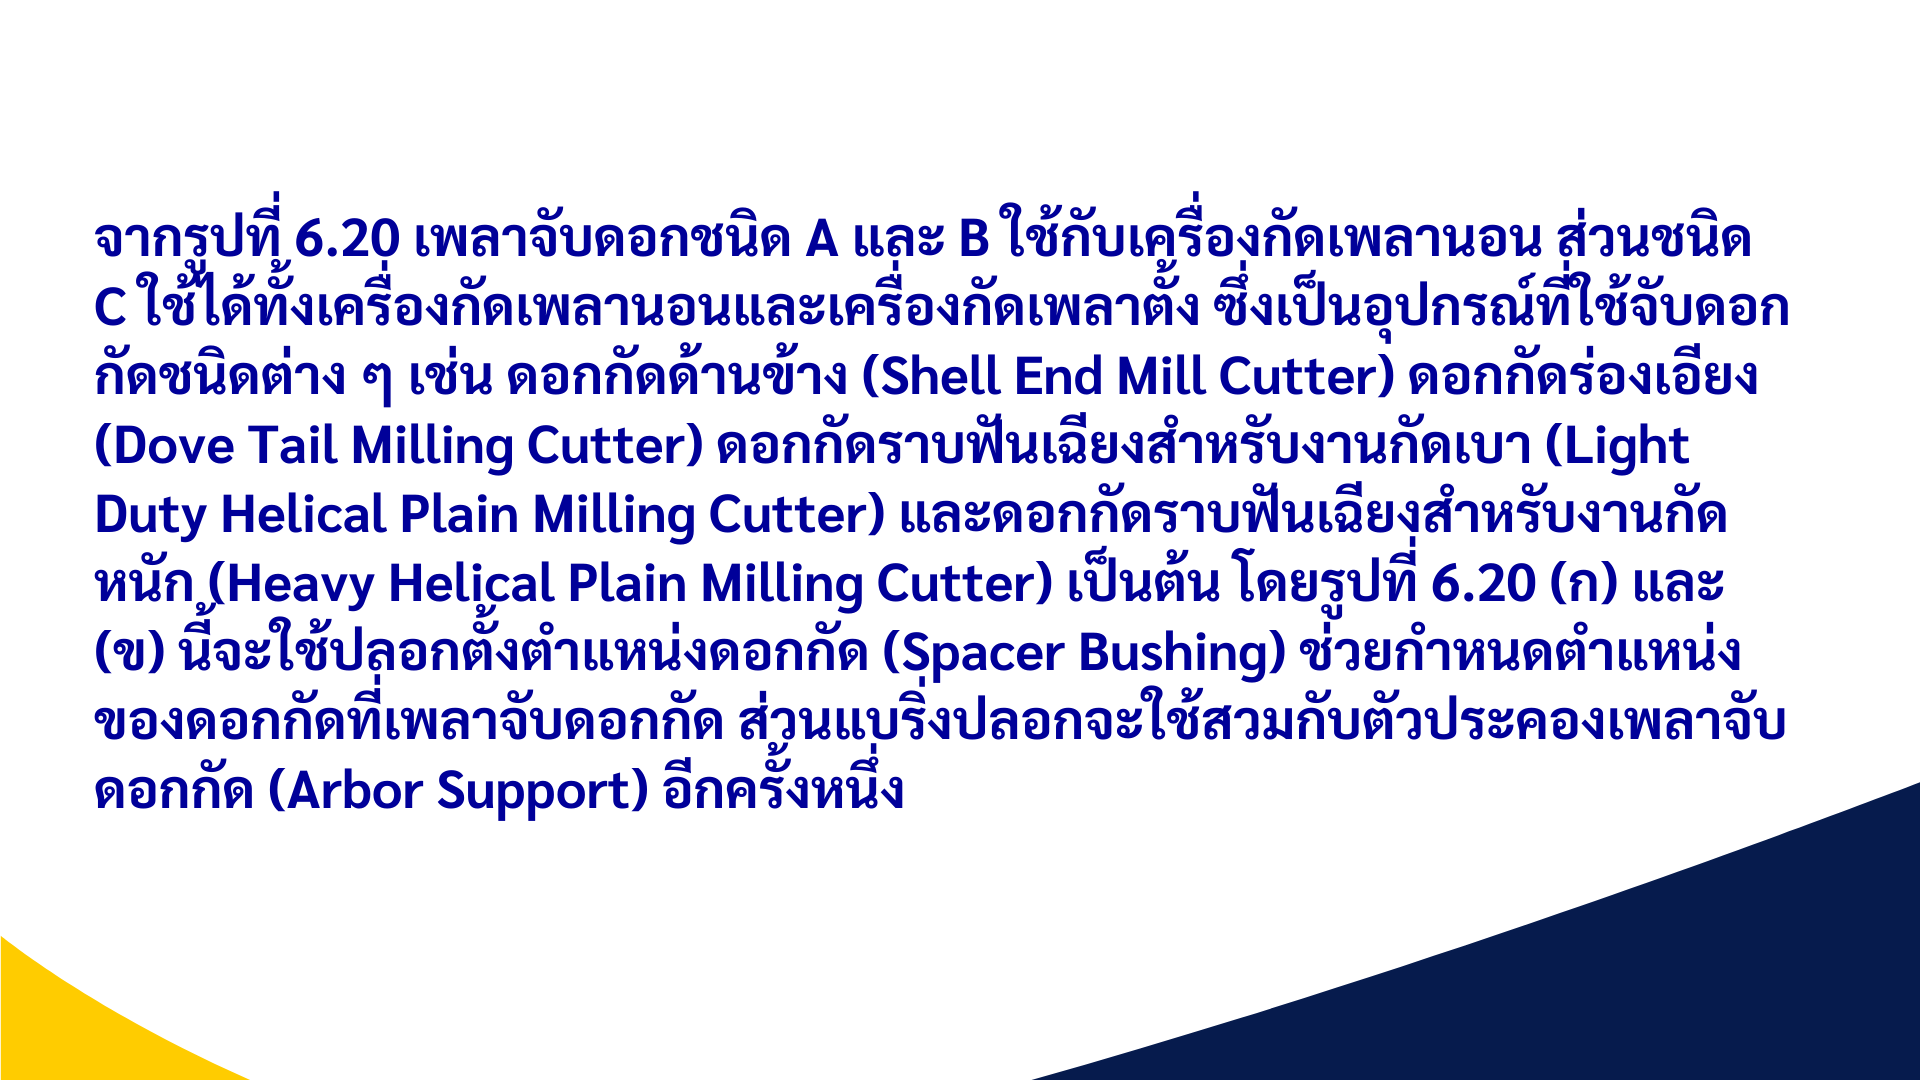 จากรูปที่ 6.20 เพลาจับดอกชนิด A และ B ใช้กับเครื่องกัดเพลานอน ส่วนชนิด
C ใช้ได้ทั้งเครื่องกัดเพลานอนและเครื่องกัดเพลาตั้ง ซึ่งเป็นอุปกรณ์ที่ใช้จับดอก
กัดชนิดต่าง ๆ เช่น ดอกกัดด้านข้าง (Shell End Mill Cutter) ดอกกัดร่องเอียง
(Dove Tail Milling Cutter) ดอกกัดราบฟันเฉียงสำหรับงานกัดเบา (Light
Duty Helical Plain Milling Cutter) และดอกกัดราบฟันเฉียงสำหรับงานกัด
หนัก (Heavy Helical Plain Milling Cutter) เป็นต้น โดยรูปที่ 6.20 (ก) และ
(ข) นี้จะใช้ปลอกตั้งตำแหน่งดอกกัด (Spacer Bushing) ช่วยกำหนดตำแหน่ง
ของดอกกัดที่เพลาจับดอกกัด ส่วนแบริ่งปลอกจะใช้สวมกับตัวประคองเพลาจับ
ดอกกัด (Arbor Support) อีกครั้งหนึ่ง